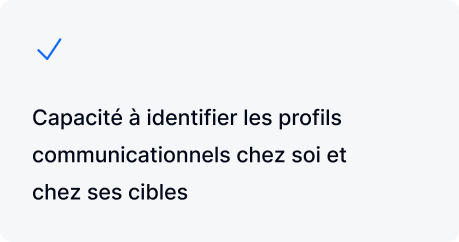 Capacité à identifier les profils
communicationnels chez soi et
chez ses cibles